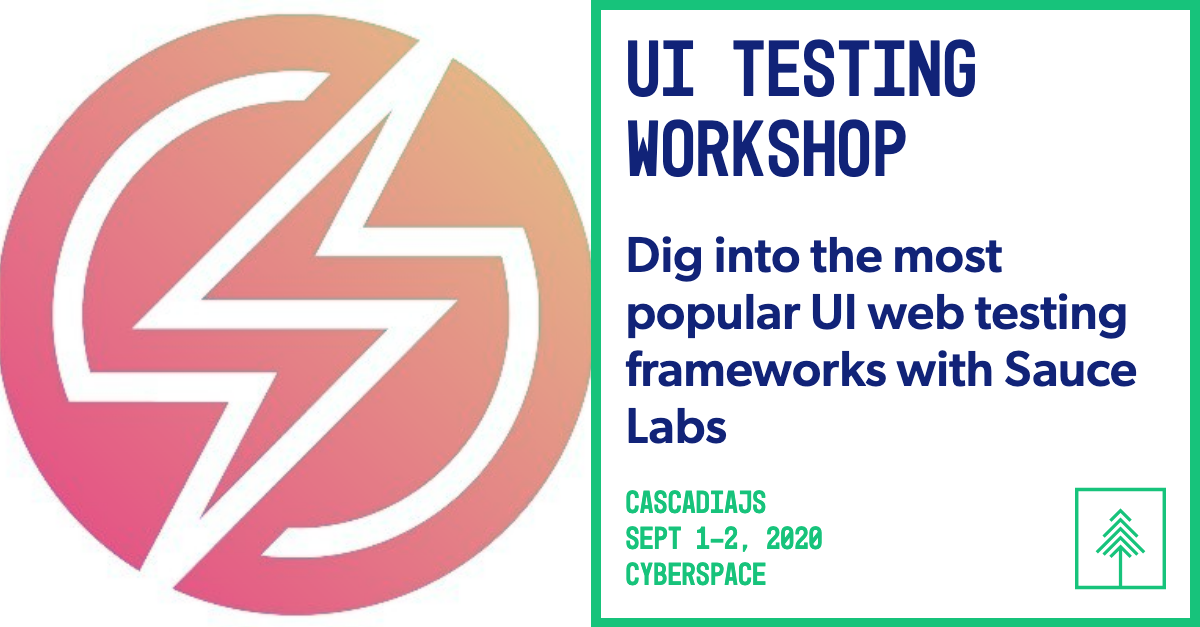 UI TESTING
WORKSHOP
Dig into the most
popular UI web testing
frameworks with Sauce
Labs
CASCADIAJS
SEPT 1-2, 2020
CYBERSPACE